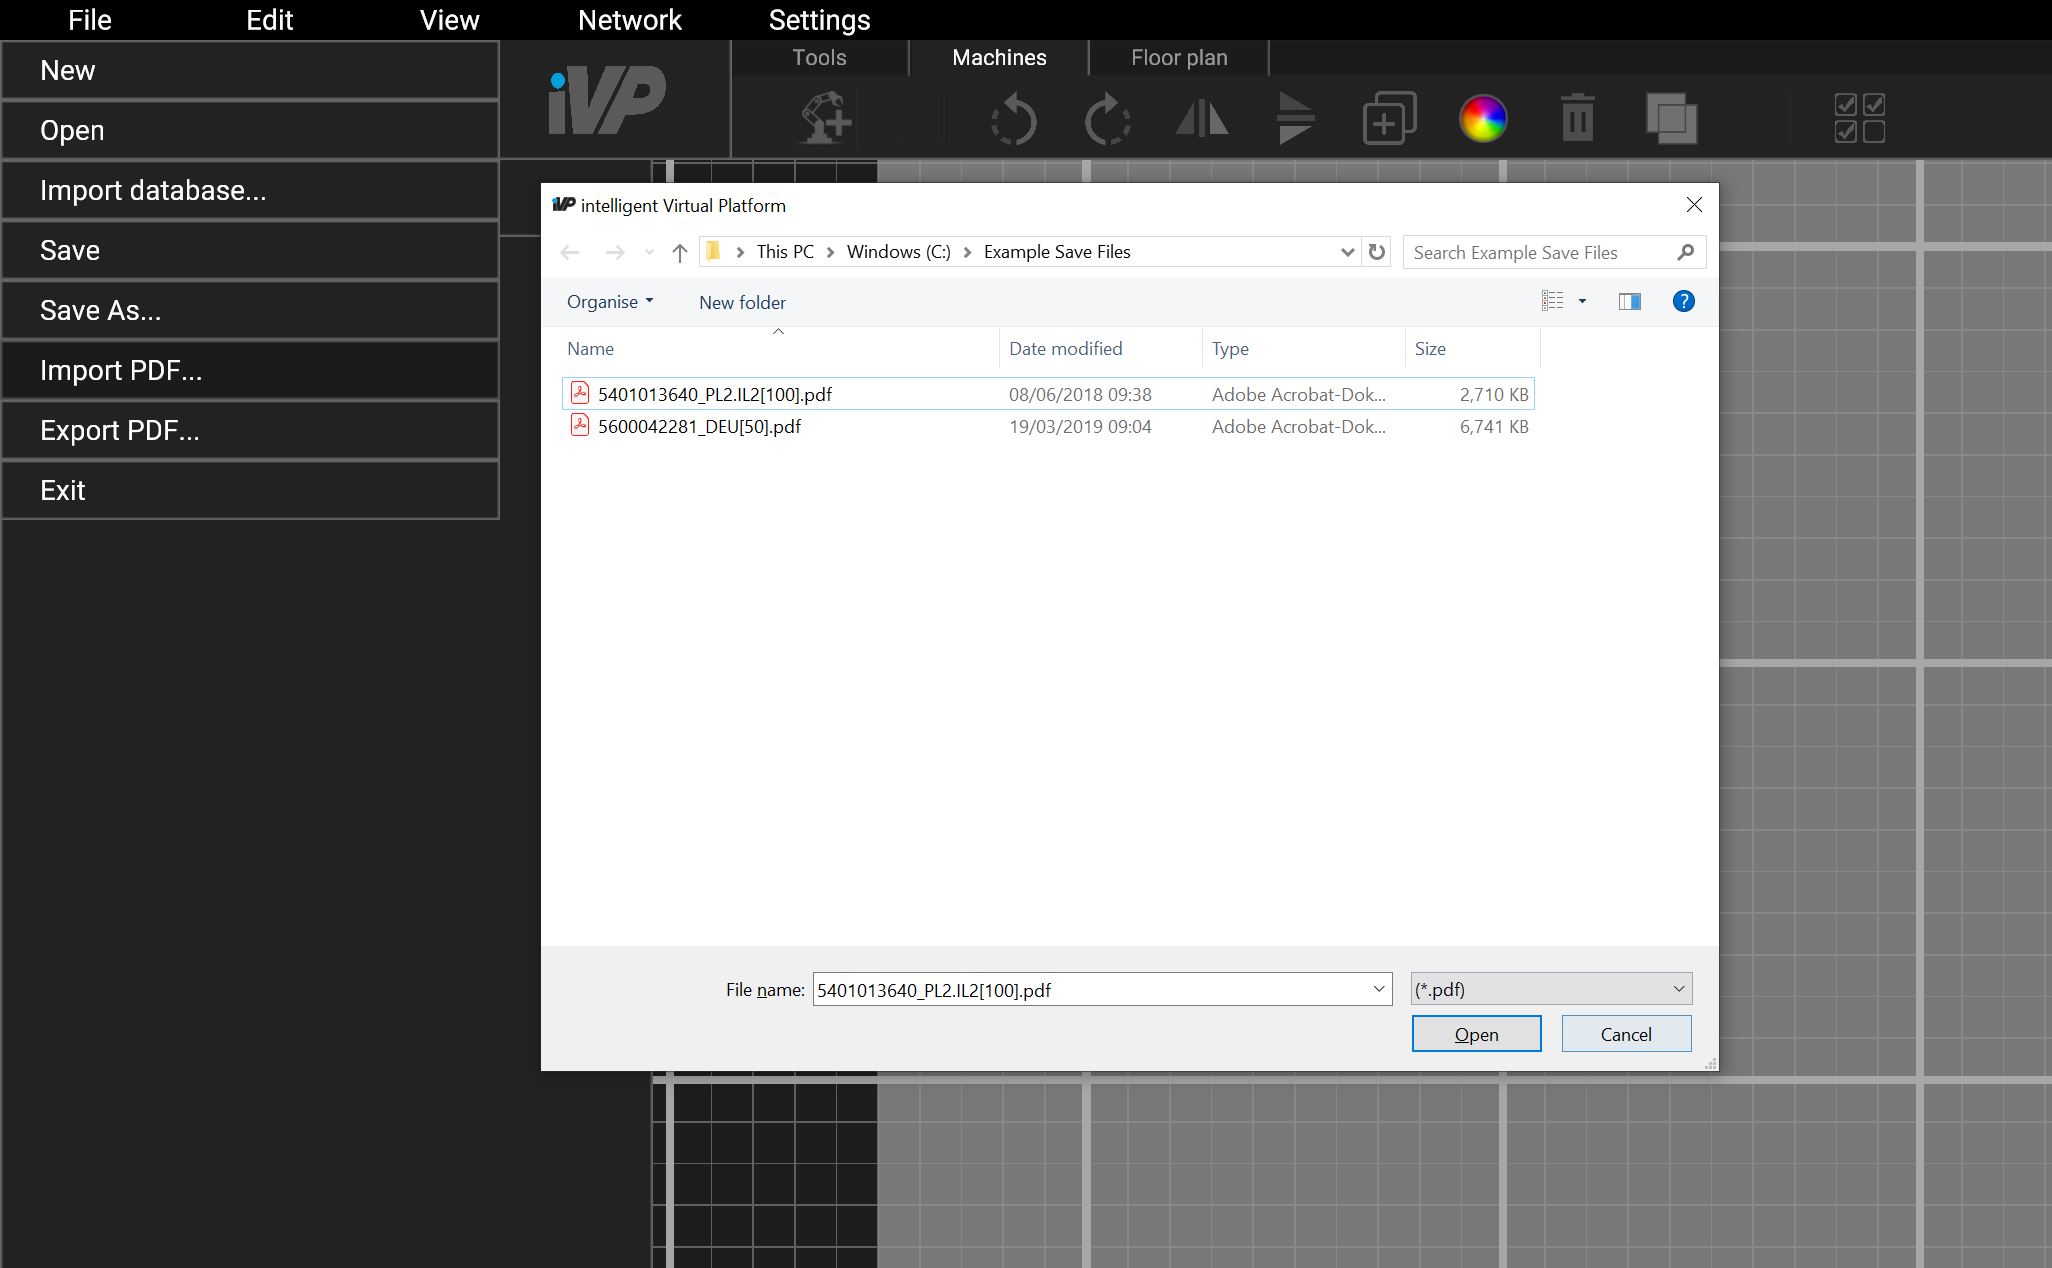 File Edit View Network Settings
New
Open
Import database...
Save
Save As...
Import PDF...
Export PDF...
Exit
iVP
Tools Machines Floor plan
iVP intelligent Virtual Platform
This PC Windows (C:) Example Save Files
Search Example Save Files
Organise New folder
?
Name Date modified Type Size
5401013640_PL2.IL2[100].pdf 08/06/2018 09:38 Adobe Acrobat-Dok... 2,710 KB
5600042281_DEU[50].pdf 19/03/2019 09:04 Adobe Acrobat-Dok... 6,741 KB
File name: 5401013640_PL2.IL2[100].pdf (*.pdf)
Open Cancel